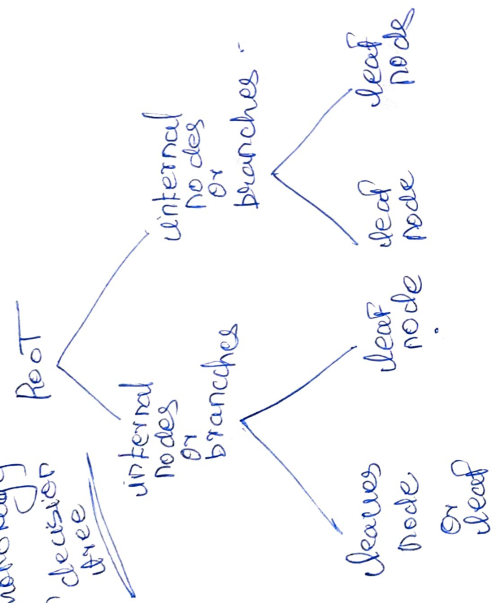 decision
tree
ROOT
internal
nodes
or
brancches
internal
nodes
or
branches
leaves
node
or
leaf
leaf
node
leaf
node
leaf
node